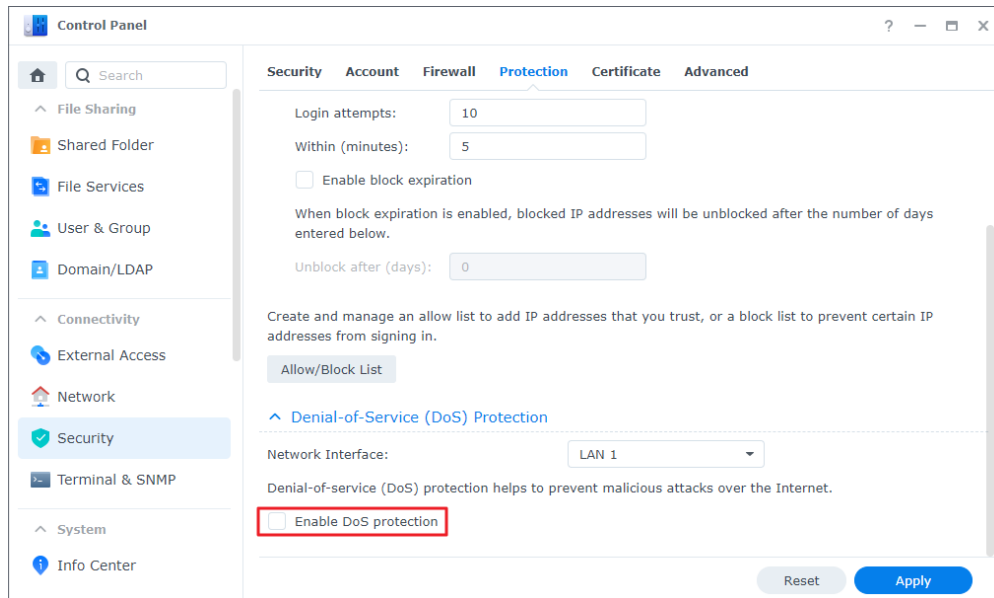 Control Panel
Search
File Sharing
Shared Folder
File Services
User & Group
Domain/LDAP
Connectivity
External Access
Network
Security
Terminal & SNMP
System
Info Center
Security Account Firewall Protection Certificate Advanced
Login attempts: 10
Within (minutes): 5
Enable block expiration
When block expiration is enabled, blocked IP addresses will be unblocked after the number of days
entered below.
Unblock after (days): 0
Create and manage an allow list to add IP addresses that you trust, or a block list to prevent certain IP
addresses from signing in.
Allow/Block List
Denial-of-Service (DoS) Protection
Network Interface: LAN 1
Denial-of-service (DoS) protection helps to prevent malicious attacks over the Internet.
Enable DoS protection
Reset Apply